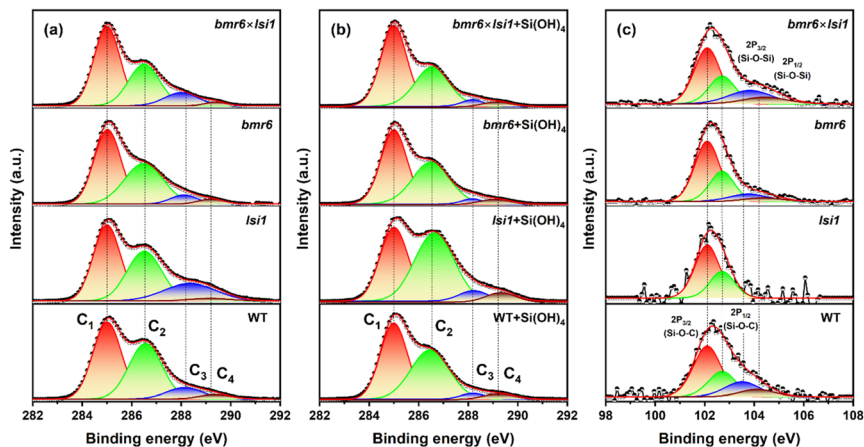 (a)
bmr6×lsi1
bmr6
lsi1
WT
C1
C2
C3
C4
Intensity (a.u.)
282 284 286 288 290 292
Binding energy (eV)
(b)
bmr6×lsi1+Si(OH)4
bmr6+Si(OH)4
lsi1+Si(OH)4
WT+Si(OH)4
C1
C2
C3
C4
Intensity (a.u.)
282 284 286 288 290 292
Binding energy (eV)
(c)
bmr6×lsi1
2P3/2
(Si-O-Si)
2P1/2
(Si-O-Si)
bmr6
lsi1
WT
2P3/2
(Si-O-C)
2P1/2
(Si-O-C)
Intensity (a.u.)
98 100 102 104 106 108
Binding energy (eV)